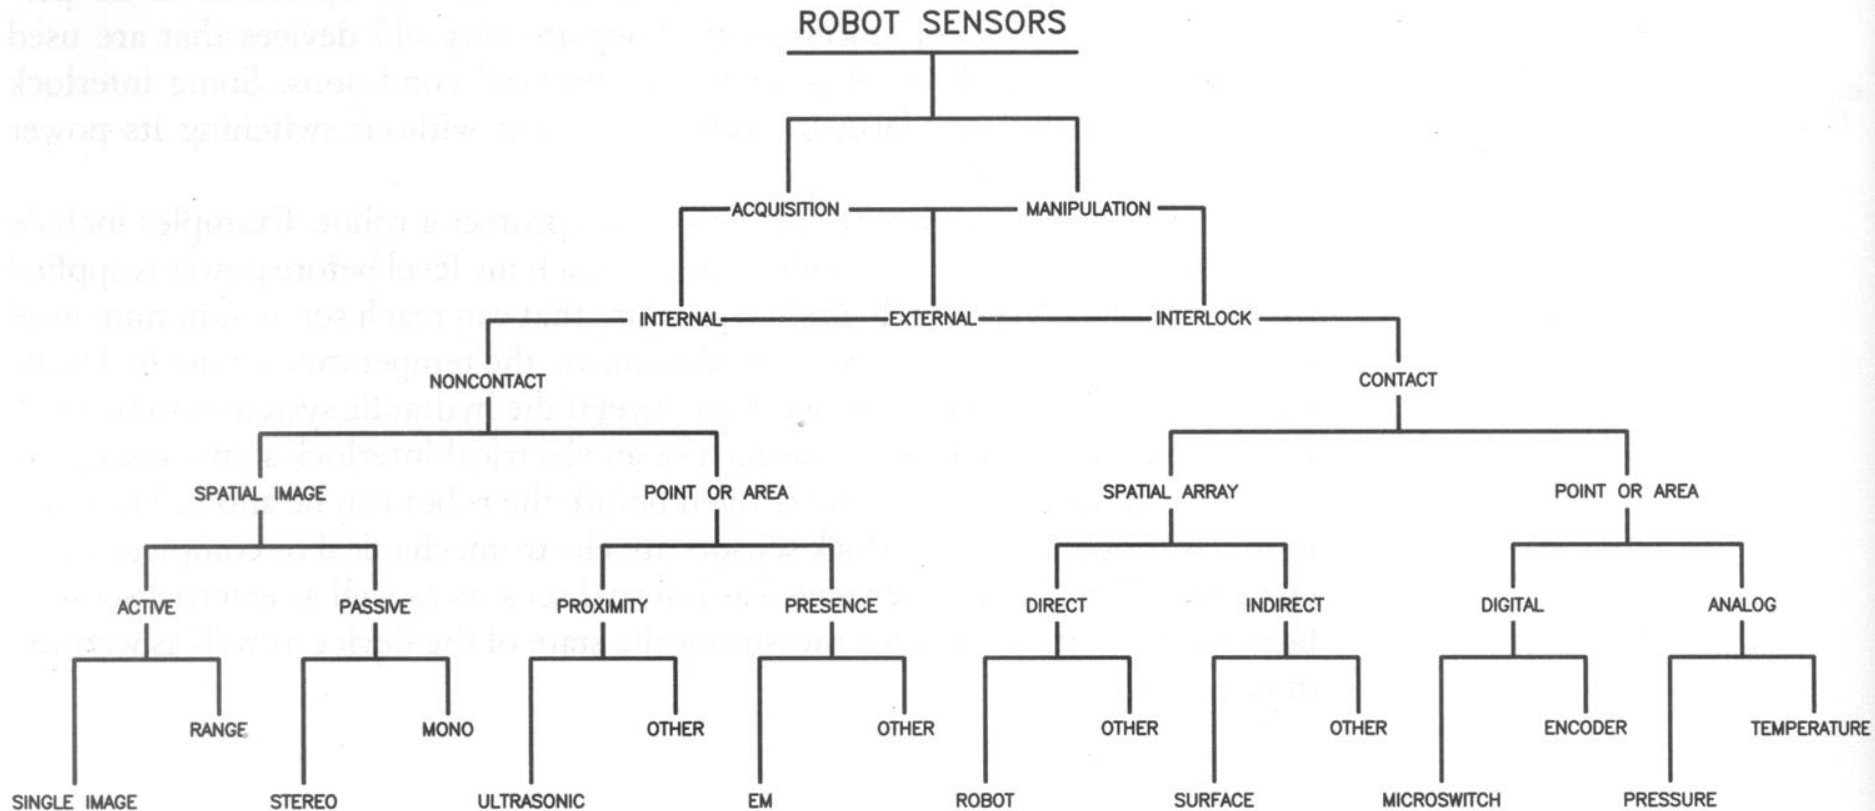 ROBOT SENSORS
ACQUISITION MANIPULATION
INTERNAL EXTERNAL INTERLOCK
NONCONTACT CONTACT
SPATIAL IMAGE POINT OR AREA SPATIAL ARRAY POINT OR AREA
ACTIVE PASSIVE PROXIMITY PRESENCE DIRECT INDIRECT DIGITAL ANALOG
RANGE MONO OTHER OTHER OTHER OTHER ENCODER TEMPERATURE
SINGLE IMAGE STEREO ULTRASONIC EM ROBOT SURFACE MICROSWITCH PRESSURE